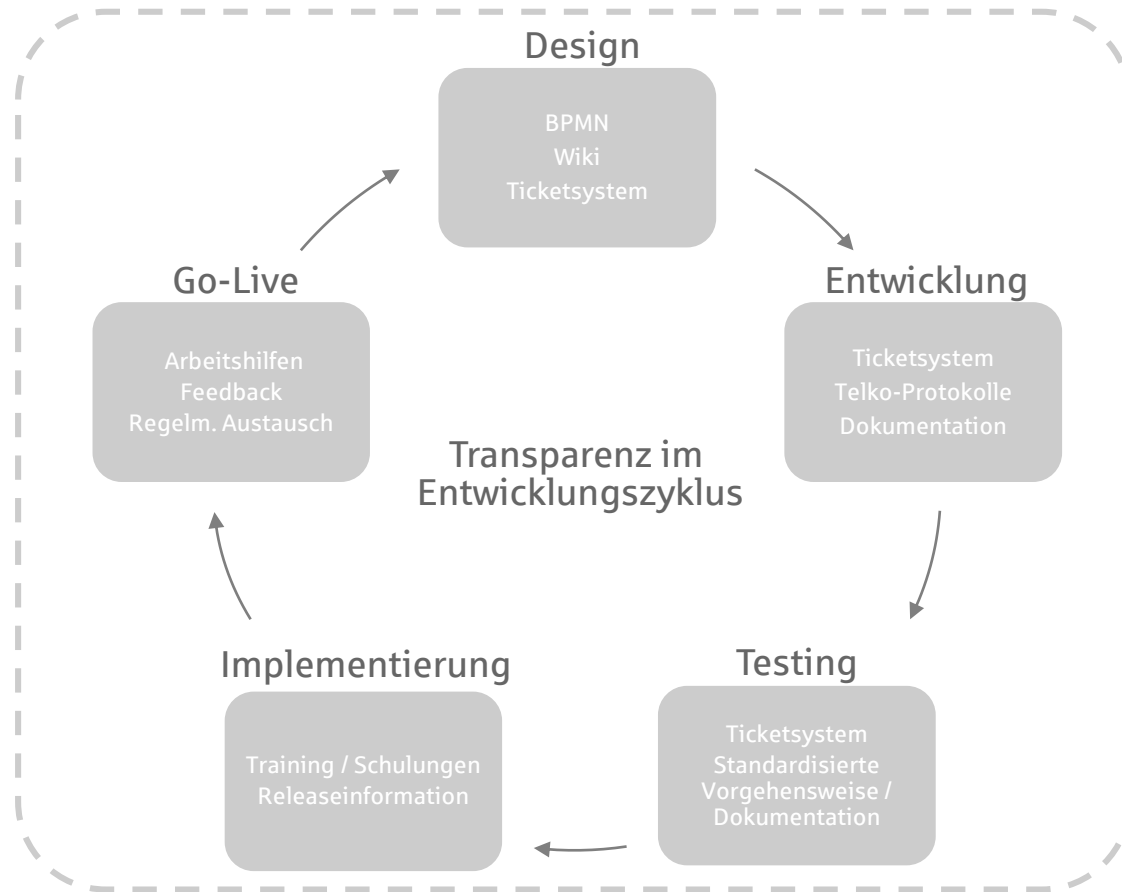 Design
BPMN
Wiki
Ticketsystem
Go-Live
Arbeitshilfen
Feedback
Regelm. Austausch
Entwicklung
Ticketsystem
Telko-Protokolle
Dokumentation
Transparenz im
Entwicklungszyklus
Implementierung
Training / Schulungen
Releaseinformation
Testing
Ticketsystem
Standardisierte
Vorgehensweise /
Dokumentation